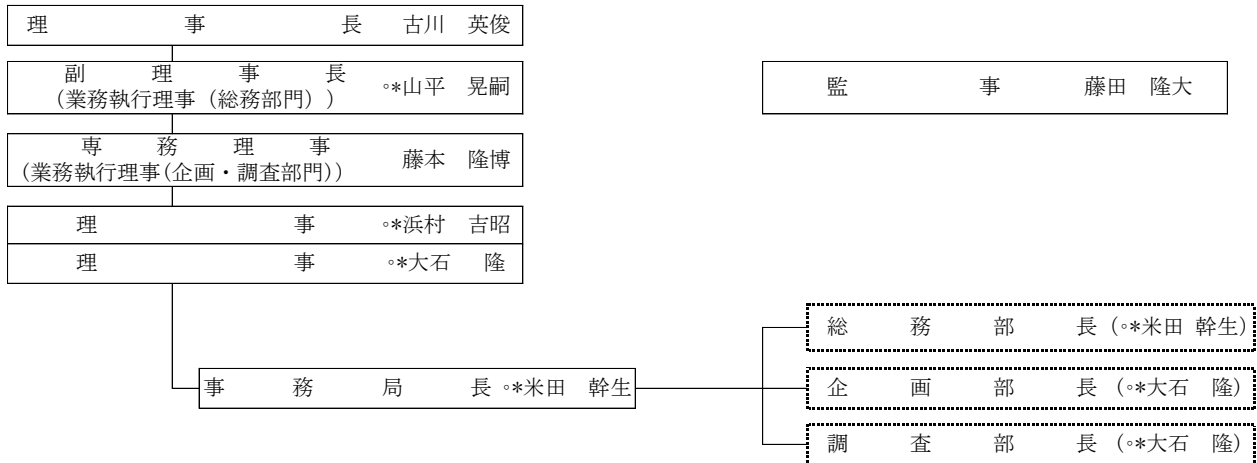 理事長 古川 英俊
副理事長 ◦*山平 晃嗣
(業務執行理事(総務部門))
監事 藤田 隆大
専務理事 藤本 隆博
(業務執行理事(企画・調査部門))
理事 ◦*浜村 吉昭
理事 ◦*大石 隆
総務部長(◦*米田 幹生)
事務局長 ◦*米田 幹生
企画部長(◦*大石 隆)
調査部長(◦*大石 隆)